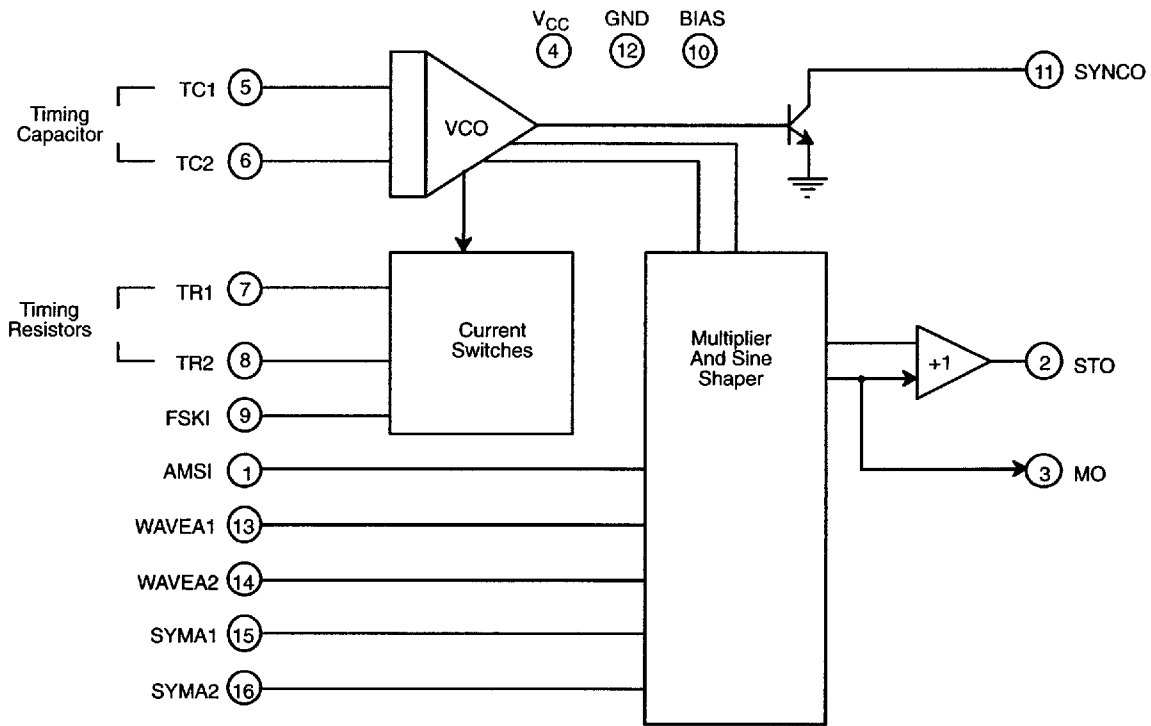 VCC GND BIAS
4 12 10
TC1 5
Timing
Capacitor
TC2 6
VCO
11 SYNCO
TR1 7
Timing
Resistors
TR2 8
Current
Switches
FSKI 9
Multiplier
And Sine
Shaper
+1
2 STO
3 MO
AMSI 1
WAVEA1 13
WAVEA2 14
SYMA1 15
SYMA2 16